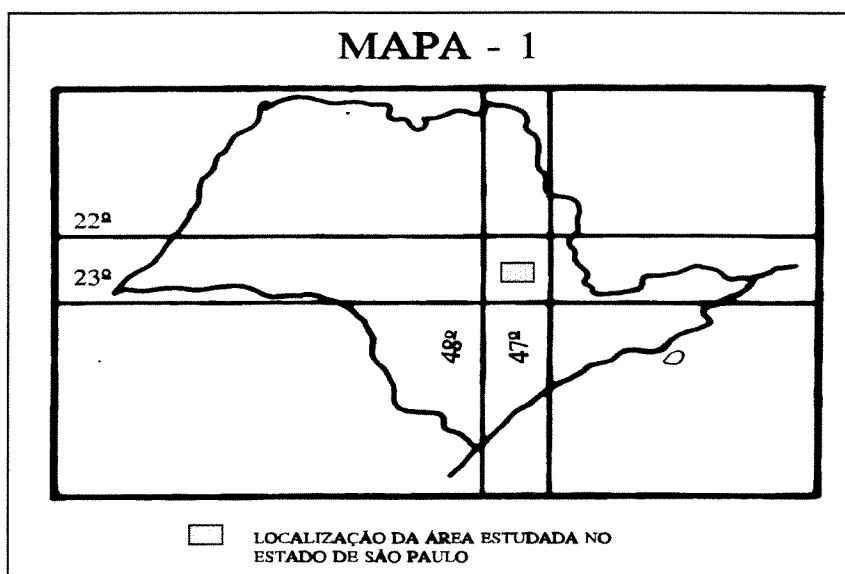 MAPA - 1
22º
23º
48º
47º
LOCALIZAÇÃO DA ÁREA ESTUDADA NO
ESTADO DE SÃO PAULO